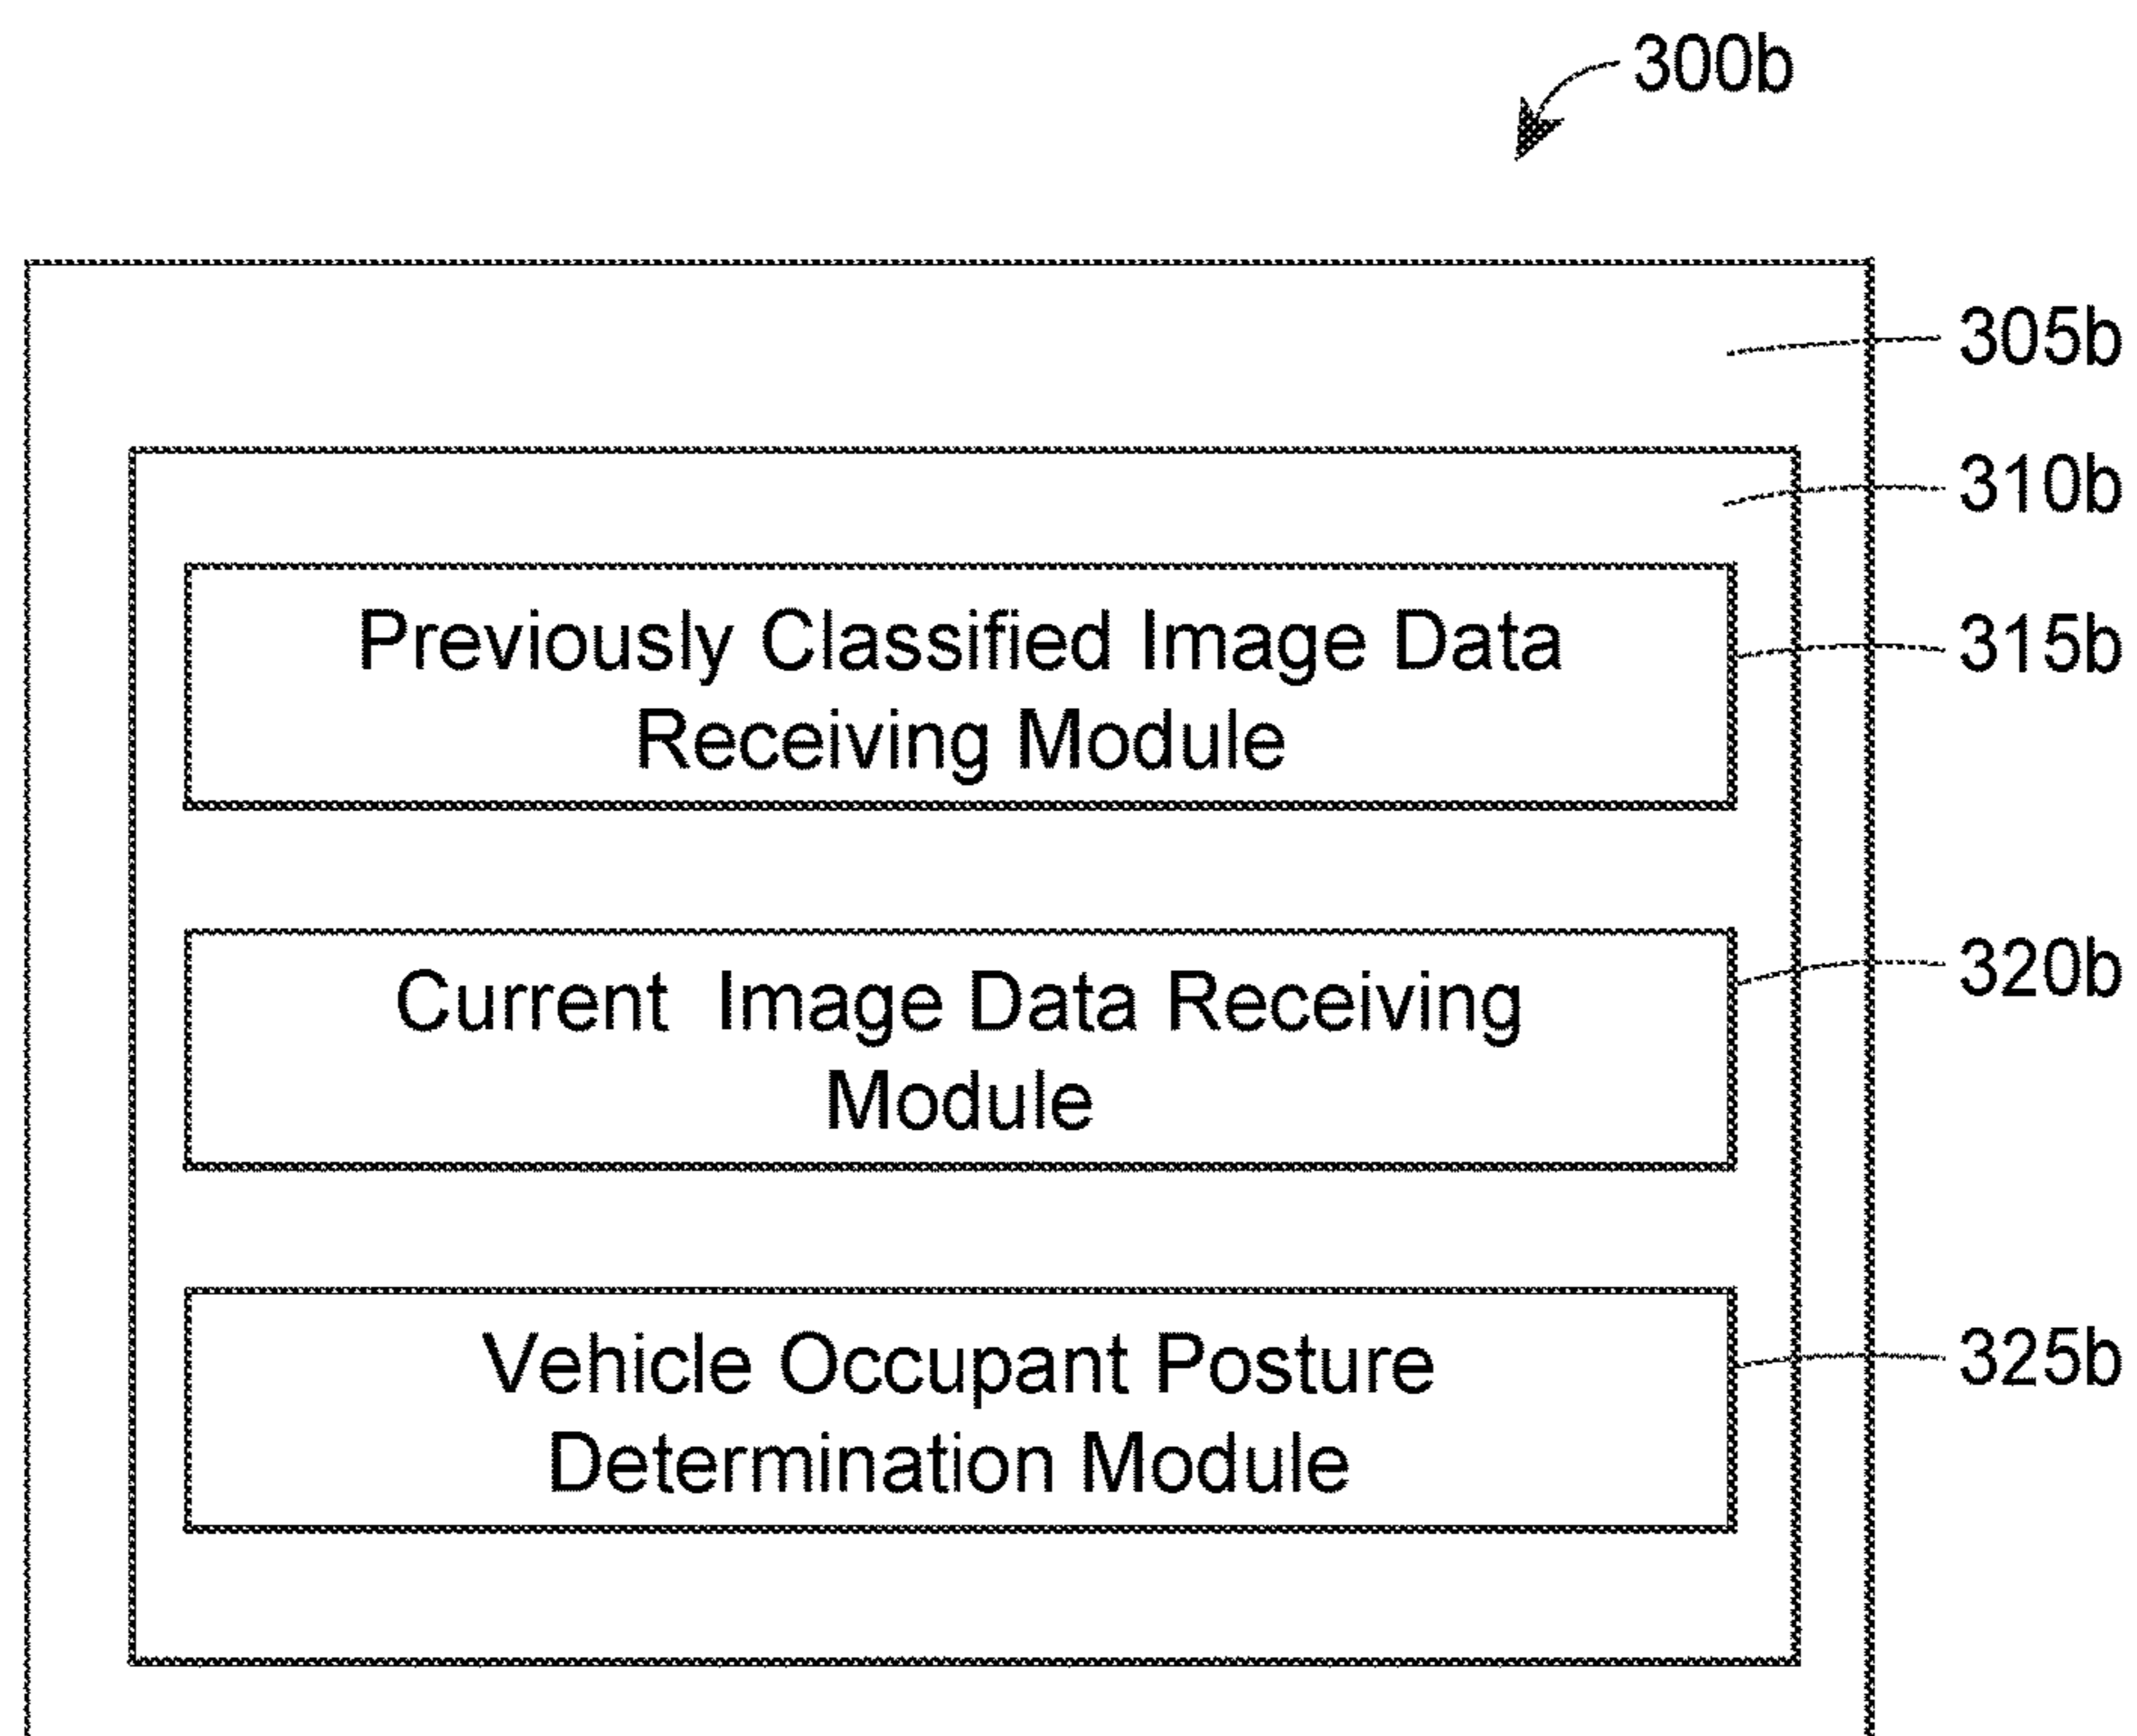 300b
305b
310b
Previously Classified Image Data
Receiving Module
315b
Current  Image Data Receiving
Module
320b
Vehicle Occupant Posture
Determination Module
325b